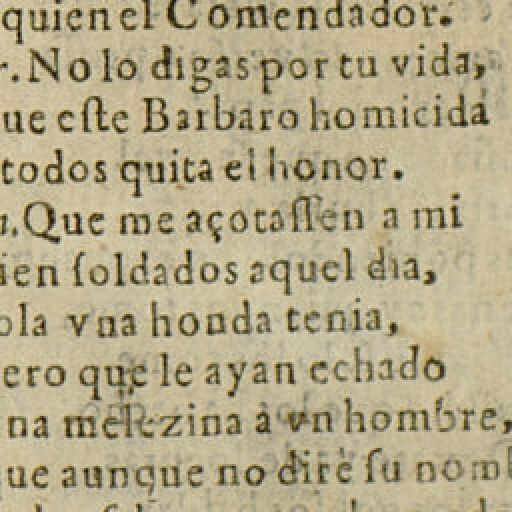 quien el Comendador.
r. No lo digas por tu vida,
ue eſte Barbaro homicida
todos quita el honor.
Que me açotaſſen a mi
ien ſoldados aquel dia,
ola vna honda tenia,
ero que le ayan echado
na melezina a vn hombre,
ue aunque no dirè ſu nom